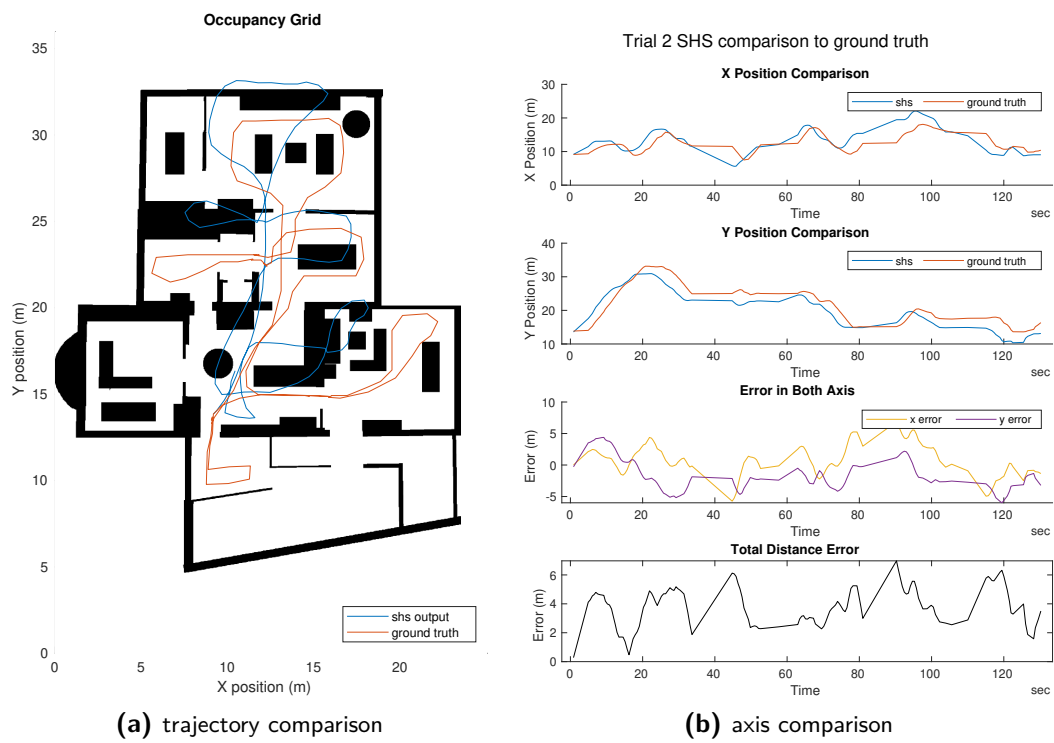 Occupancy Grid
35
30
25
20
15
10
5
0
Y position (m)
0 5 10 15 20
X position (m)
shs output
ground truth
(a) trajectory comparison
Trial 2 SHS comparison to ground truth
X Position Comparison
30
20
10
0
X Position (m)
shs ground truth
0 20 40 60 80 100 120
Time sec
Y Position Comparison
40
30
20
10
Y Position (m)
shs ground truth
0 20 40 60 80 100 120
Time sec
Error in Both Axis
10
5
0
-5
Error (m)
x error y error
0 20 40 60 80 100 120
Time sec
Total Distance Error
6
4
2
0
Error (m)
0 20 40 60 80 100 120
Time sec
(b) axis comparison